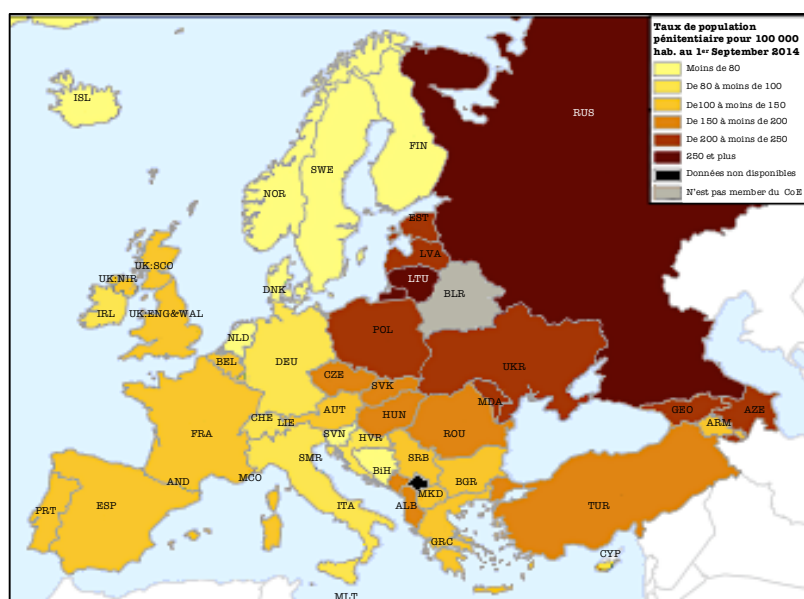 Taux de population
pénitentiaire pour 100 000
hab. au 1er September 2014
Moins de 80
De 80 à moins de 100
De100 à moins de 150
De 150 à moins de 200
De 200 à moins de 250
250 et plus
Données non disponibles
N'est pas member du CoE
ISL
RUS
FIN
SWE
NOR
EST
LVA
UK:SCO
LTU
UK:NIR
DNK
BLR
IRL
UK:ENG&WAL
NLD
POL
BEL
DEU
UKR
CZE
SVK
MDA
AUT
HUN
GEO
AZE
CHE
LIE
ARM
FRA
SVN
HVR
ROU
SMR
SRB
BiH
AND
MCO
BGR
MKD
PRT
ESP
ITA
ALB
TUR
GRC
CYP
MLT